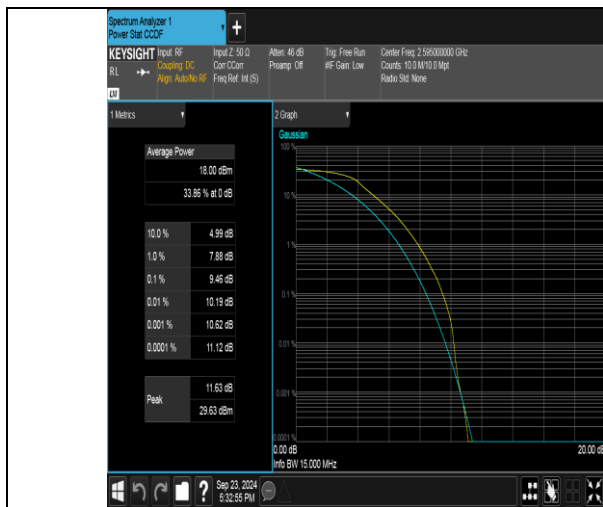 Spectrum Analyzer 1
Power Stat CCDF
+
KEYSIGHT
RL
Input: RF
Coupling: DC
Align: Auto/No RF
Input Z: 50 Ω
Corr CCorr
Freq Ref: Int (S)
Atten: 46 dB
Preamp: Off
Trig: Free Run
#IF Gain: Low
Center Freq: 2.595000000 GHz
Counts: 10.0 M/10.0 Mpt
Radio Std: None
1 Metrics
Average Power
18.00 dBm
33.86 % at 0 dB
10.0 % 4.99 dB
1.0 % 7.88 dB
0.1 % 9.46 dB
0.01 % 10.19 dB
0.001 % 10.62 dB
0.0001 % 11.12 dB
Peak
11.63 dB
29.63 dBm
2 Graph
Gaussian
100 %
10 %
1 %
0.1 %
0.01 %
0.001 %
0.0001 %
0.00 dB
20.00 dB
Info BW 15.000 MHz
?
Sep 23, 2024
5:32:55 PM